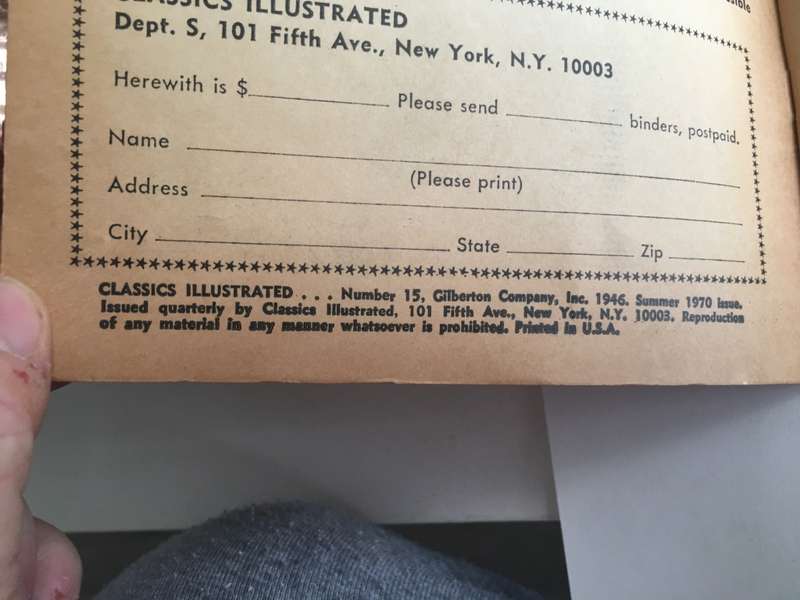 CLASSICS ILLUSTRATED
Dept. S, 101 Fifth Ave., New York, N.Y. 10003
Herewith is $ Please send binders, postpaid.
Name
(Please print)
Address
City State Zip
CLASSICS ILLUSTRATED . . . Number 15, Gilberton Company, Inc. 1946. Summer 1970 issue.
Issued quarterly by Classics Illustrated, 101 Fifth Ave., New York, N.Y. 10003. Reproduction
of any material in any manner whatsoever is prohibited. Printed in U.S.A.